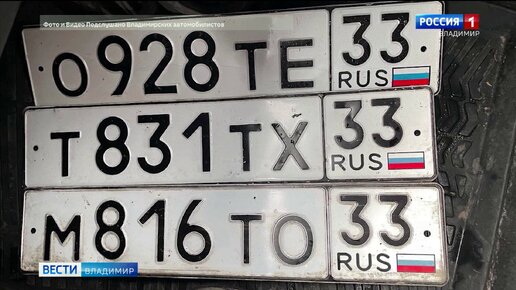 Фото и Видео Подслушано Владимирских автомобилистов
РОССИЯ 1
ВЛАДИМИР
О 928 ТЕ 33
RUS
Т 831 ТХ 33
RUS
М 816 ТО 33
RUS
ВЕСТИ ВЛАДИМИР